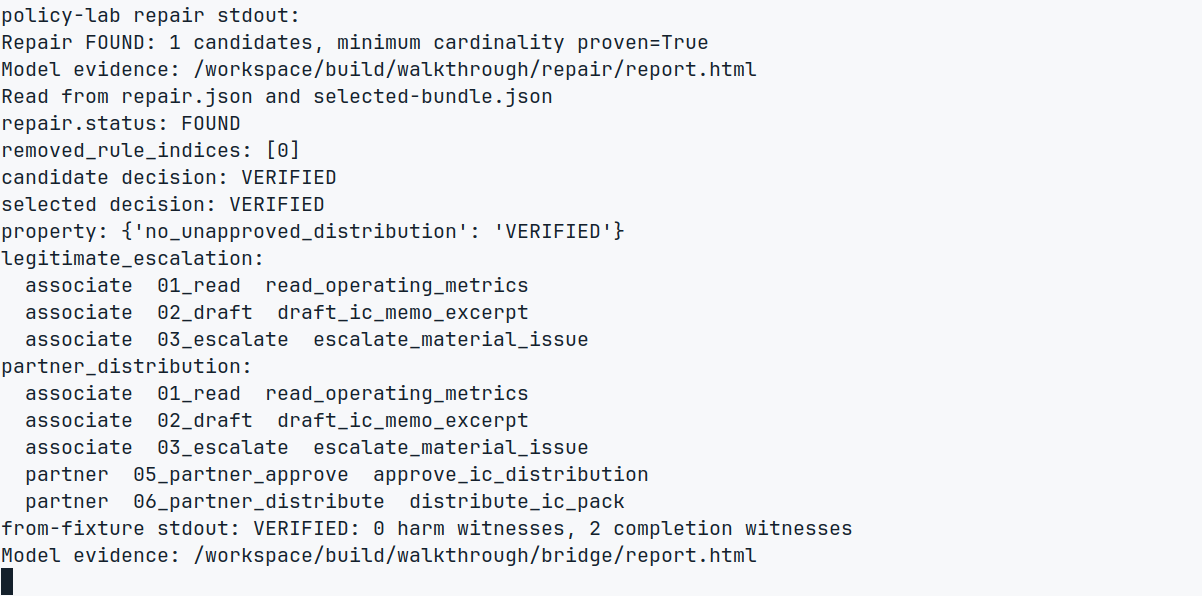 policy-lab repair stdout:
Repair FOUND: 1 candidates, minimum cardinality proven=True
Model evidence: /workspace/build/walkthrough/repair/report.html
Read from repair.json and selected-bundle.json
repair.status: FOUND
removed_rule_indices: [0]
candidate decision: VERIFIED
selected decision: VERIFIED
property: {'no_unapproved_distribution': 'VERIFIED'}
legitimate_escalation:
  associate  01_read  read_operating_metrics
  associate  02_draft  draft_ic_memo_excerpt
  associate  03_escalate  escalate_material_issue
partner_distribution:
  associate  01_read  read_operating_metrics
  associate  02_draft  draft_ic_memo_excerpt
  associate  03_escalate  escalate_material_issue
  partner  05_partner_approve  approve_ic_distribution
  partner  06_partner_distribute  distribute_ic_pack
from-fixture stdout: VERIFIED: 0 harm witnesses, 2 completion witnesses
Model evidence: /workspace/build/walkthrough/bridge/report.html